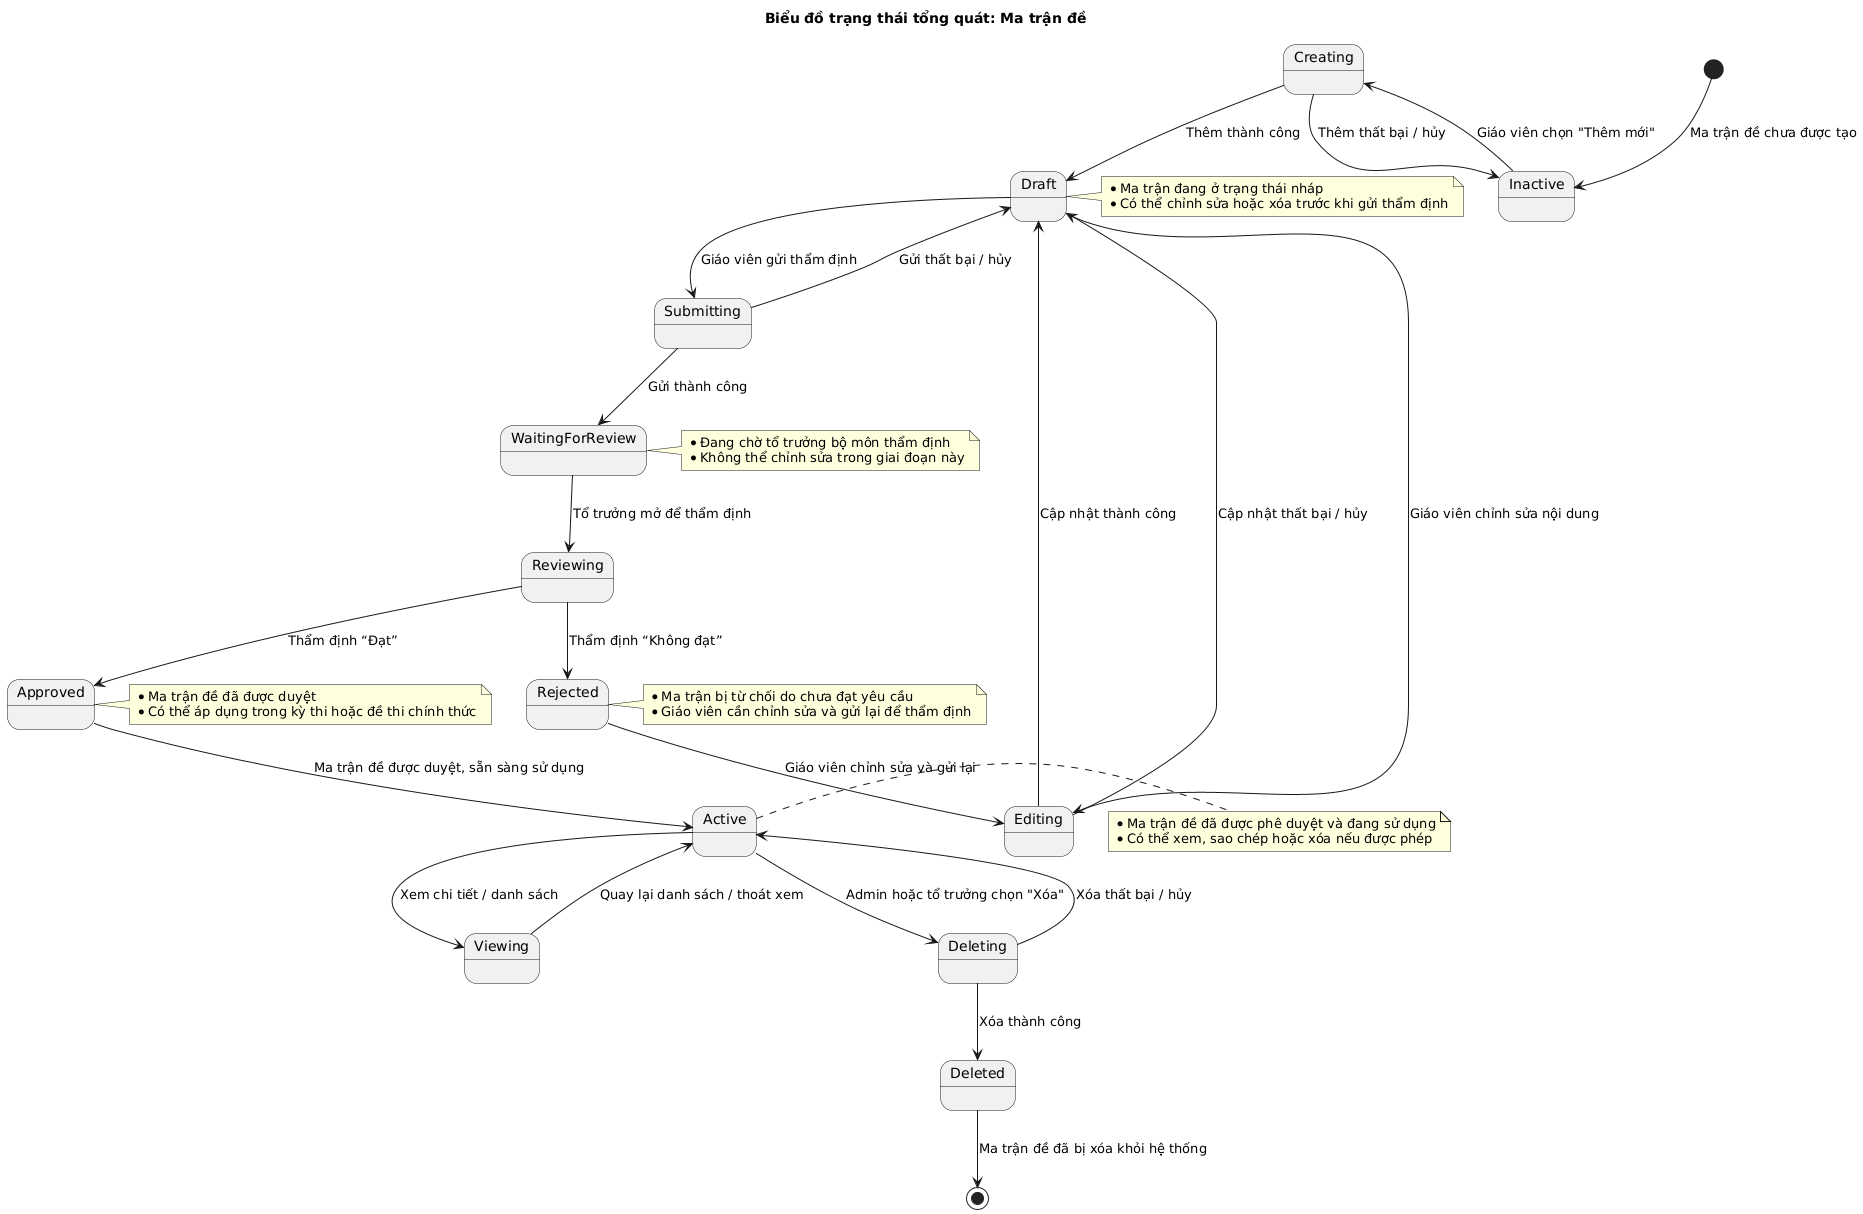 Biểu đồ trạng thái tổng quát: Ma trận đề
Creating
Thêm thành công
Thêm thất bại / hủy
Giáo viên chọn "Thêm mới"
Ma trận đề chưa được tạo
Draft
• Ma trận đang ở trạng thái nháp
• Có thể chỉnh sửa hoặc xóa trước khi gửi thẩm định
Inactive
Giáo viên gửi thẩm định
Gửi thất bại / hủy
Submitting
Gửi thành công
WaitingForReview
• Đang chờ tổ trưởng bộ môn thẩm định
• Không thể chỉnh sửa trong giai đoạn này
Tổ trưởng mở để thẩm định
Cập nhật thành công
Cập nhật thất bại / hủy
Giáo viên chỉnh sửa nội dung
Reviewing
Thẩm định “Đạt”
Thẩm định “Không đạt”
Approved
• Ma trận đề đã được duyệt
• Có thể áp dụng trong kỳ thi hoặc đề thi chính thức
Rejected
• Ma trận bị từ chối do chưa đạt yêu cầu
• Giáo viên cần chỉnh sửa và gửi lại để thẩm định
Ma trận đề được duyệt, sẵn sàng sử dụng
Giáo viên chỉnh sửa và gửi lại
Active
Editing
• Ma trận đề đã được phê duyệt và đang sử dụng
• Có thể xem, sao chép hoặc xóa nếu được phép
Xem chi tiết / danh sách
Quay lại danh sách / thoát xem
Admin hoặc tổ trưởng chọn "Xóa"
Xóa thất bại / hủy
Viewing
Deleting
Xóa thành công
Deleted
Ma trận đề đã bị xóa khỏi hệ thống